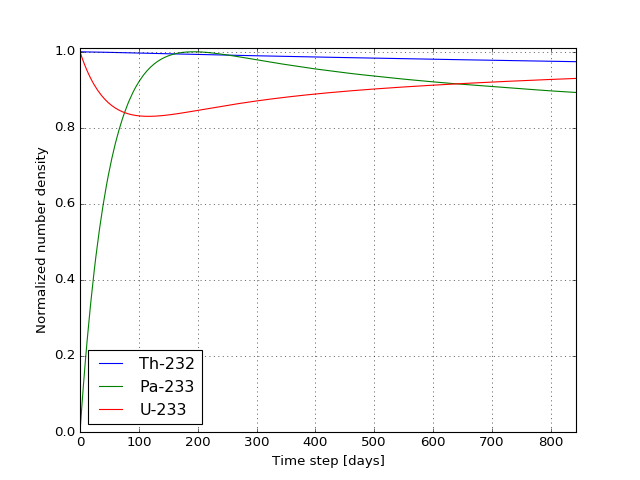 1.0
0.8
0.6
0.4
0.2
0.0
Normalized number density
Th-232
Pa-233
U-233
0 100 200 300 400 500 600 700 800
Time step [days]